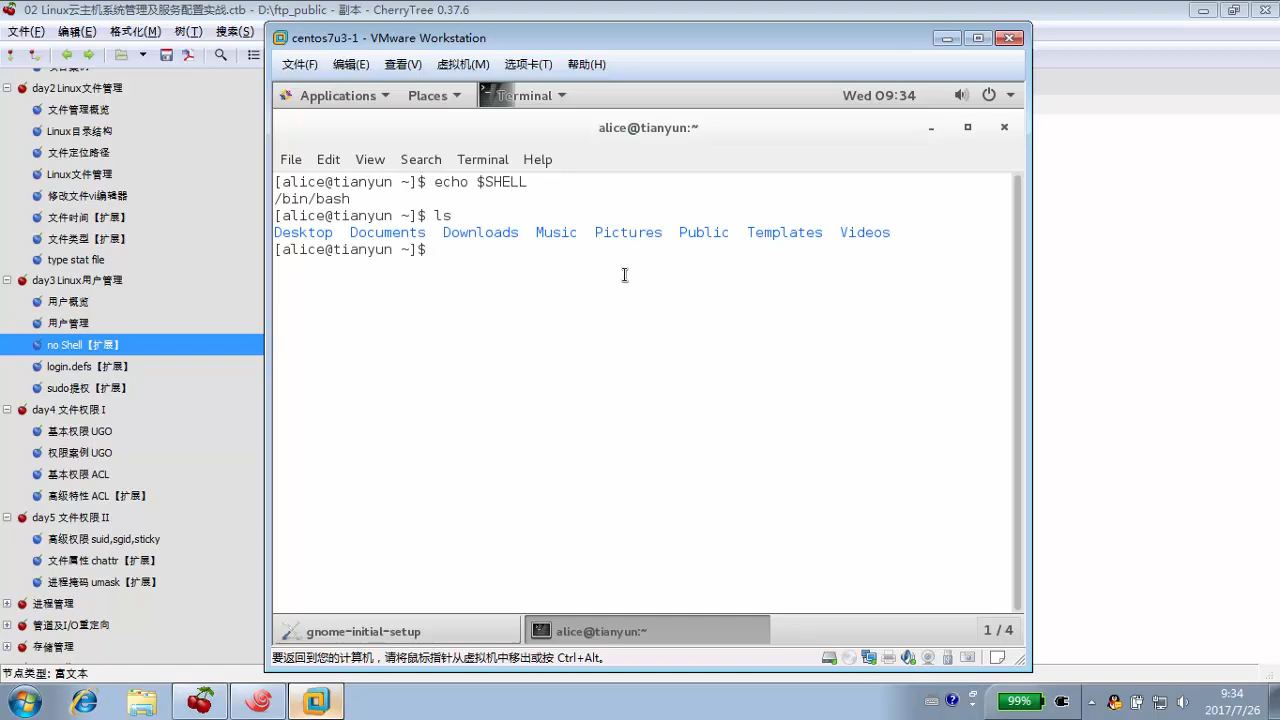 02 Linux云主机系统管理及服务配置实战.ctb - D:\ftp_public - 副本 - CherryTree 0.37.6
文件(F) 编辑(E) 格式化(M) 树(T) 搜索(S)
day2 Linux文件管理
文件管理概览
Linux目录结构
文件定位路径
Linux文件管理
修改文件vi编辑器
文件时间【扩展】
文件类型【扩展】
type stat file
day3 Linux用户管理
用户概览
用户管理
no Shell【扩展】
login.defs【扩展】
sudo提权【扩展】
day4 文件权限 I
基本权限 UGO
权限案例 UGO
基本权限 ACL
高级特性 ACL【扩展】
day5 文件权限 II
高级权限 suid,sgid,sticky
文件属性 chattr【扩展】
进程掩码 umask【扩展】
进程管理
管道及I/O重定向
存储管理
节点类型: 富文本
centos7u3-1 - VMware Workstation
文件(F) 编辑(E) 查看(V) 虚拟机(M) 选项卡(T) 帮助(H)
Applications Places Terminal Wed 09:34
alice@tianyun:~
File Edit View Search Terminal Help
[alice@tianyun ~]$ echo $SHELL
/bin/bash
[alice@tianyun ~]$ ls
Desktop Documents Downloads Music Pictures Public Templates Videos
[alice@tianyun ~]$
gnome-initial-setup alice@tianyun:~ 1 / 4
要返回到您的计算机，请将鼠标指针从虚拟机中移出或按 Ctrl+Alt。
99%
9:34
2017/7/26